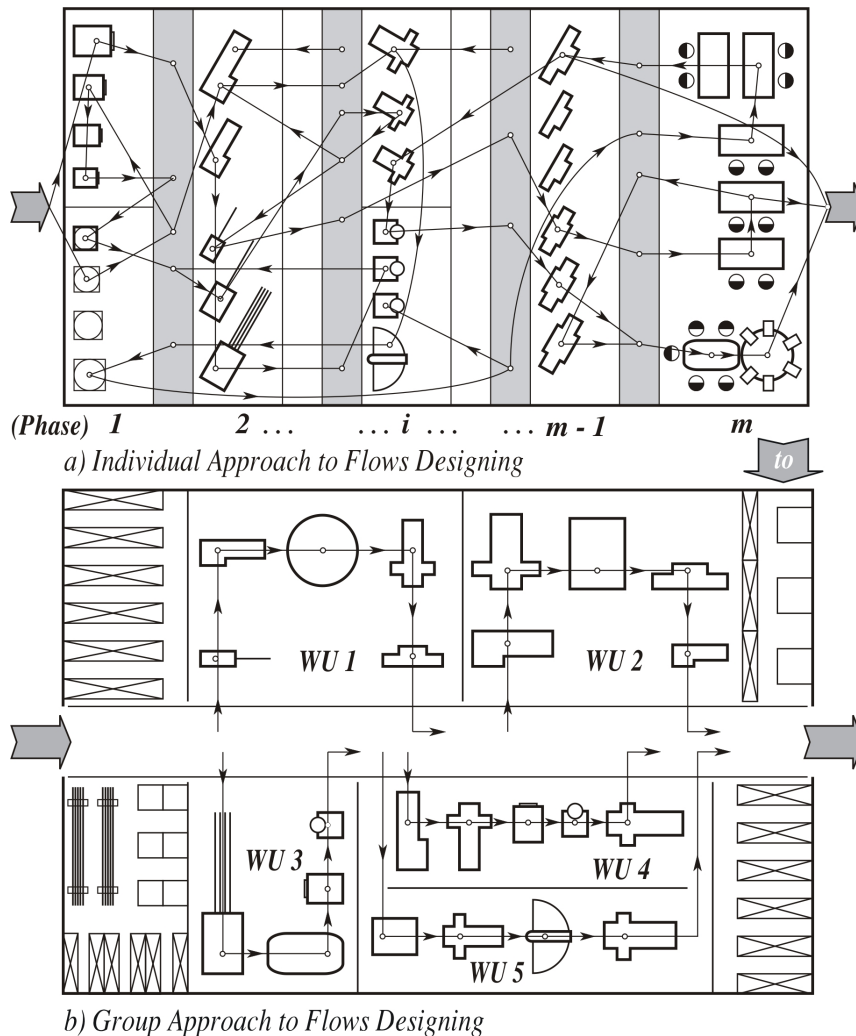 (Phase) 1 2 ... ... i ... ... m - 1 m
a) Individual Approach to Flows Designing
to
WU 1 WU 2
WU 3 WU 4
WU 5
b) Group Approach to Flows Designing